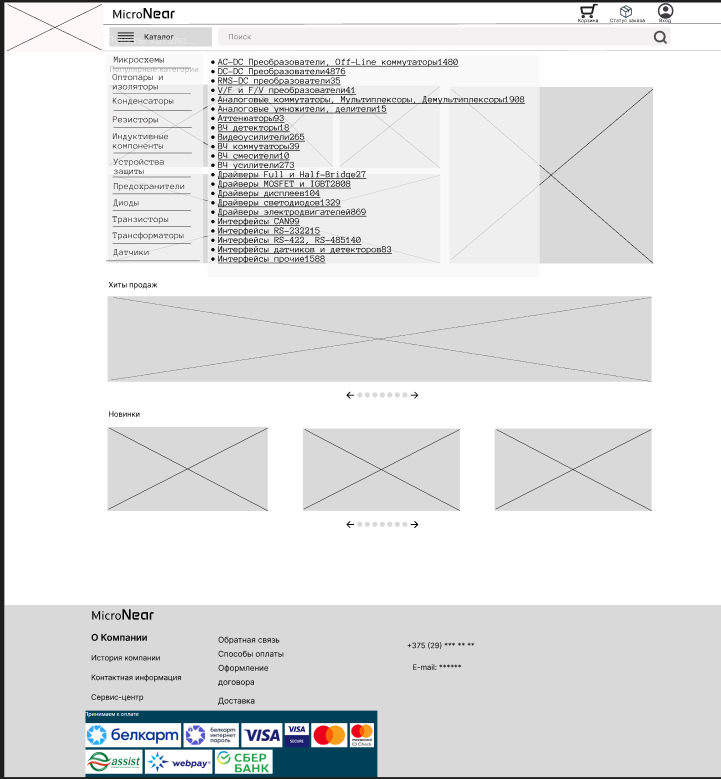 MicroNear
Корзина
Статус заказа
Вход
Каталог
Поиск
Микросхемы
Популярные категории
Оптопары и
изоляторы
Конденсаторы
Резисторы
Индуктивные
компоненты
Устройства
защиты
Предохранители
Диоды
Транзисторы
Трансформаторы
Датчики
AC-DC Преобразователи, Off-Line коммутаторы1480
DC-DC Преобразователи4876
RMS-DC преобразователи35
V/F и F/V преобразователи41
Аналоговые коммутаторы, Мультиплексоры, Демультиплексоры1908
Аналоговые умножители, делители15
Аттенюаторы93
ВЧ детекторы18
Видеоусилители265
ВЧ коммутаторы39
ВЧ смесители10
ВЧ усилители273
Драйверы Full и Half-Bridge27
Драйверы MOSFET и IGBT2808
Драйверы дисплеев104
Драйверы светодиодов1329
Драйверы электродвигателей869
Интерфейсы CAN99
Интерфейсы RS-232215
Интерфейсы RS-422, RS-485140
Интерфейсы датчиков и детекторов83
Интерфейсы прочие1588
Хиты продаж
Новинки
MicroNear
О Компании
История компании
Контактная информация
Сервис-центр
Обратная связь
Способы оплаты
Оформление
договора
Доставка
+375 (29) *** ** **
E-mail: ******
Принимаем к оплате
белкарт
белкарт
интернет
пароль
VISA
VISA
SECURE
mastercard
ID Check
assist
webpay
СБЕР
БАНК